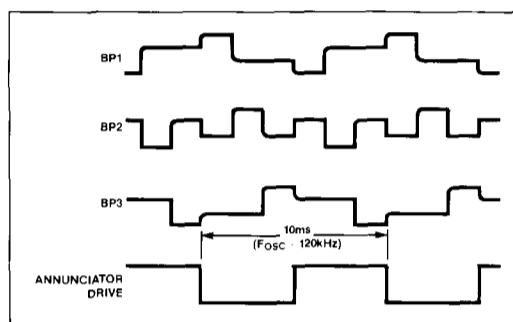 BP1
BP2
BP3
10ms
(FOSC - 120kHz)
ANNUNCIATOR
DRIVE